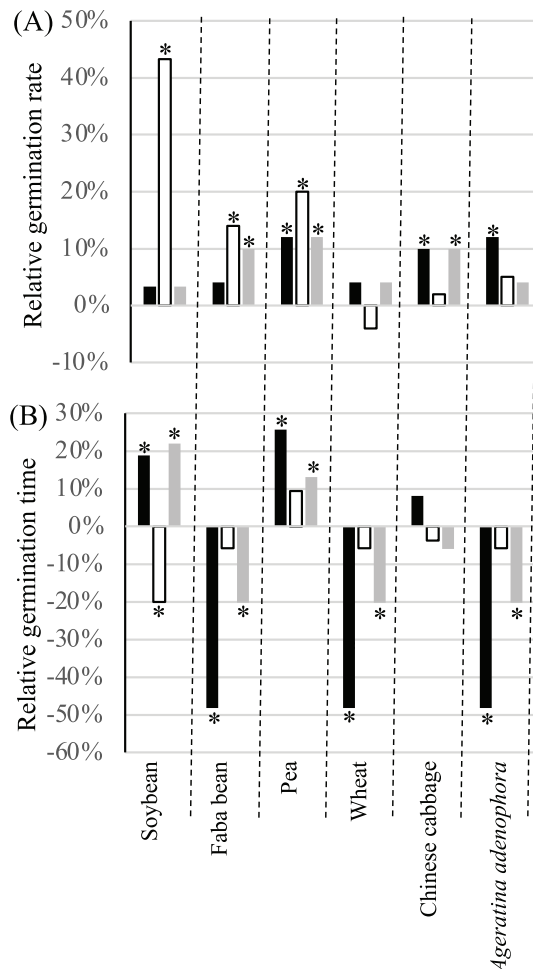 (A)
Relative germination rate
50%
40%
30%
20%
10%
0%
-10%
*
* *
* * *
* *
*
(B)
Relative germination time
30%
20%
10%
0%
-10%
-20%
-30%
-40%
-50%
-60%
* * *
* *
* *
* *
* *
Soybean
Faba bean
Pea
Wheat
Chinese cabbage
Ageratina adenophora